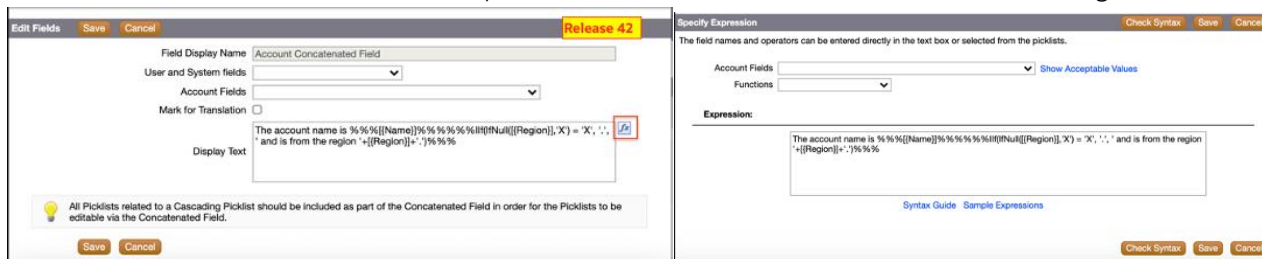 Edit Fields Save Cancel Release 42
Field Display Name Account Concatenated Field
User and System fields
Account Fields
Mark for Translation
Display Text
The account name is %%%[{Name}]%%%%%%IIf(IfNull([{Region}],'X') = 'X', '.',
' and is from the region '+[{Region}]+'.')%%%
fx
All Picklists related to a Cascading Picklist should be included as part of the Concatenated Field in order for the Picklists to be
editable via the Concatenated Field.
Save Cancel
Specify Expression Check Syntax Save Cancel
The field names and operators can be entered directly in the text box or selected from the picklists.
Account Fields Show Acceptable Values
Functions
Expression:
The account name is %%%[{Name}]%%%%%%IIf(IfNull([{Region}],'X') = 'X', '.', ' and is from the region
'+[{Region}]+'.')%%%
Syntax Guide Sample Expressions
Check Syntax Save Cancel